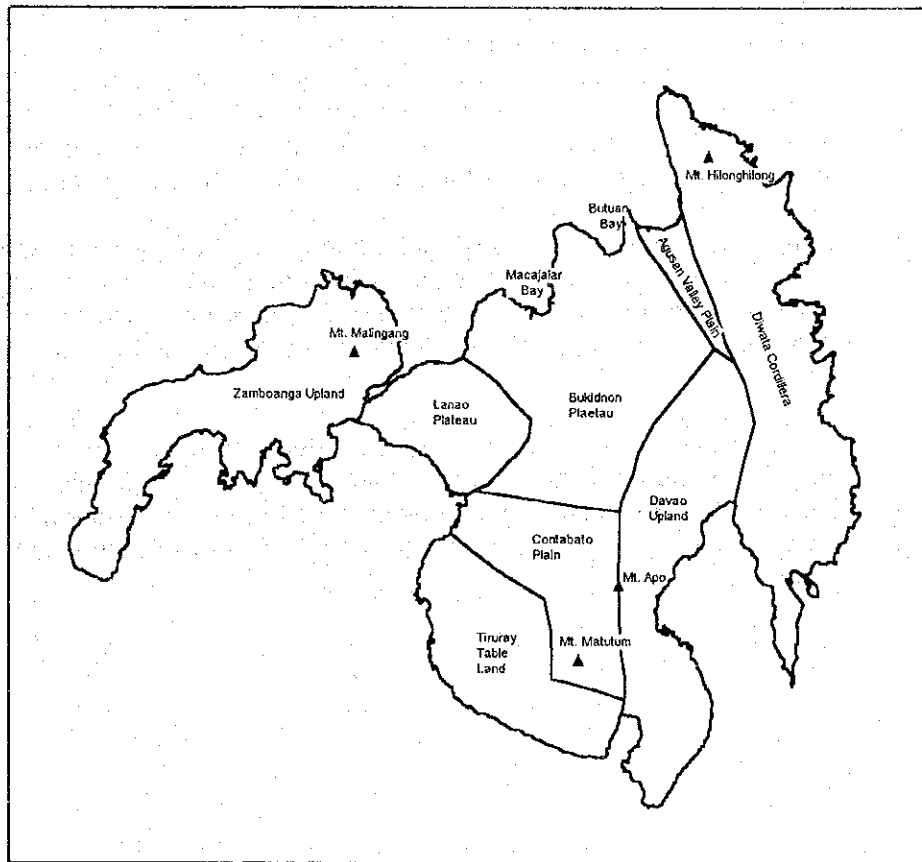 Mt. Hilonghilong
Butuan
Bay
Agusan Valley Plain
Macajalar
Bay
Diwata Cordillera
Mt. Malingang
Zamboanga Upland
Lanao
Plateau
Bukidnon
Plaetau
Davao
Upland
Contabato
Plain
Mt. Apo
Tiruray
Table
Land
Mt. Matutum